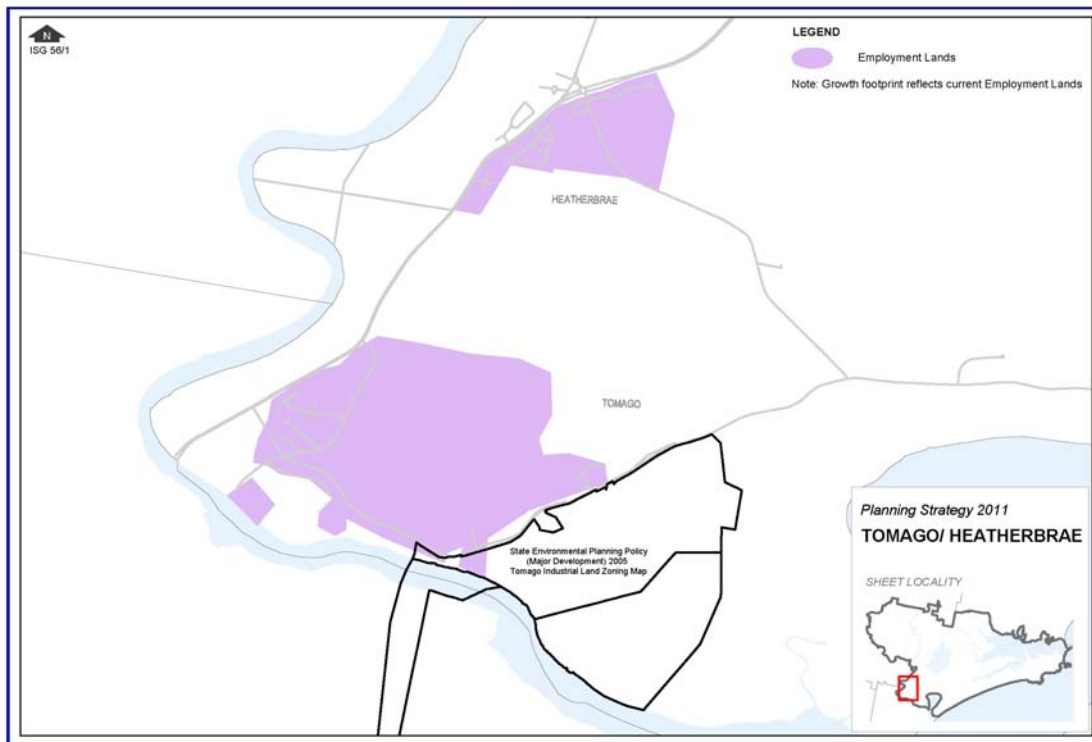 N
ISG 56/1
LEGEND
Employment Lands
Note: Growth footprint reflects current Employment Lands
HEATHERBRAE
TOMAGO
State Environmental Planning Policy
(Major Development) 2005
Tomago Industrial Land Zoning Map
Planning Strategy 2011
TOMAGO/ HEATHERBRAE
SHEET LOCALITY